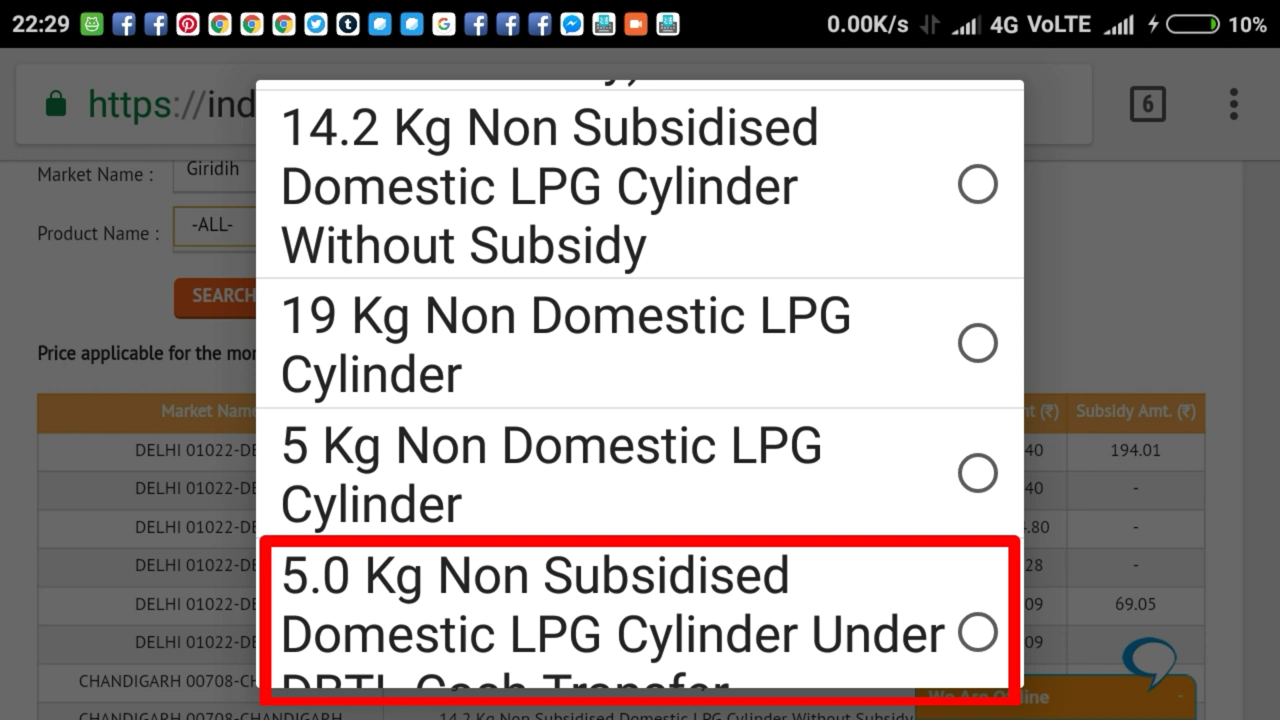 22:29
0.00K/s 4G VoLTE 10%
https://ind
6
Market Name : Giridih
Product Name : -ALL-
SEARCH
Price applicable for the mon
14.2 Kg Non Subsidised
Domestic LPG Cylinder
Without Subsidy
19 Kg Non Domestic LPG
Cylinder
5 Kg Non Domestic LPG
Cylinder
5.0 Kg Non Subsidised
Domestic LPG Cylinder Under
DBTL Cash Transfer
Market Name nt (₹) Subsidy Amt. (₹)
DELHI 01022-DE 40 194.01
DELHI 01022-DE 40 -
DELHI 01022-DE .80 -
DELHI 01022-DE 28 -
DELHI 01022-DE 09 69.05
DELHI 01022-DE 09
CHANDIGARH 00708-CH
We Are Offline -
CHANDIGARH 00708-CHANDIGARH 14.2 Kg Non Subsidised Domestic LPG Cylinder Without Subsidy